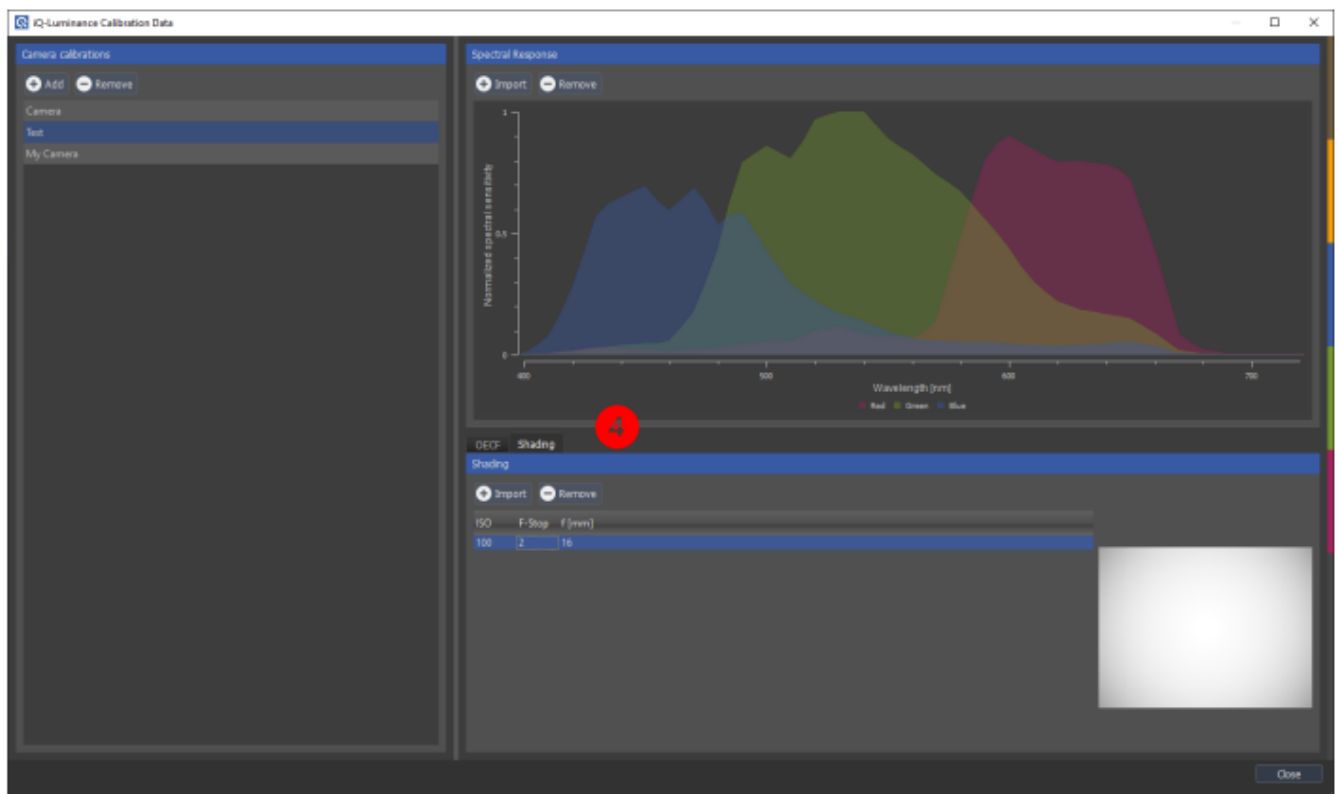 iQ-Luminance Calibration Data
Camera calibrations
Add Remove
Camera
Test
My Camera
Spectral Response
Import Remove
1
0.5
0
Normalized spectral sensitivity
400 500 600 700
Wavelength [nm]
Red Green Blue
4
OECF Shading
Shading
Import Remove
ISO F-Stop f [mm]
100 2 16
Close